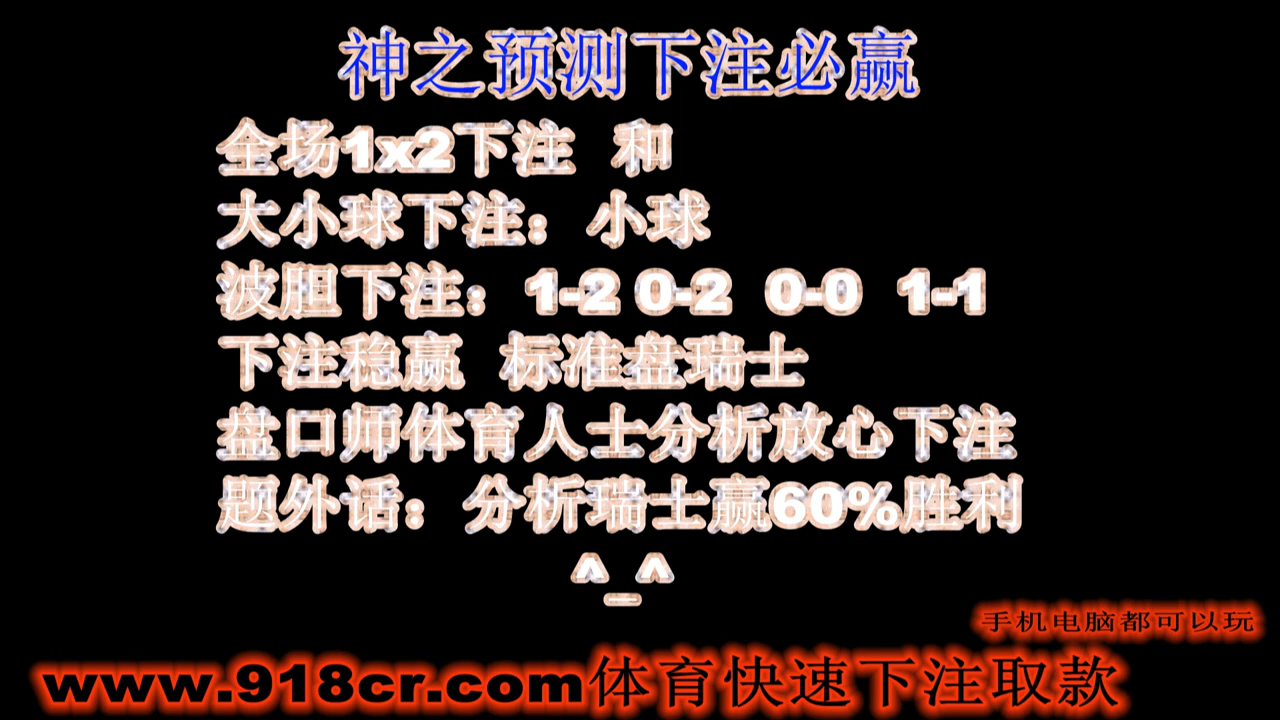 神之预测下注必赢
全场1x2下注 和
大小球下注：小球
波胆下注：1-2 0-2 0-0 1-1
下注稳赢 标准盘瑞士
盘口师体育人士分析放心下注
题外话：分析瑞士赢60%胜利
^_^
手机电脑都可以玩
www.918cr.com体育快速下注取款